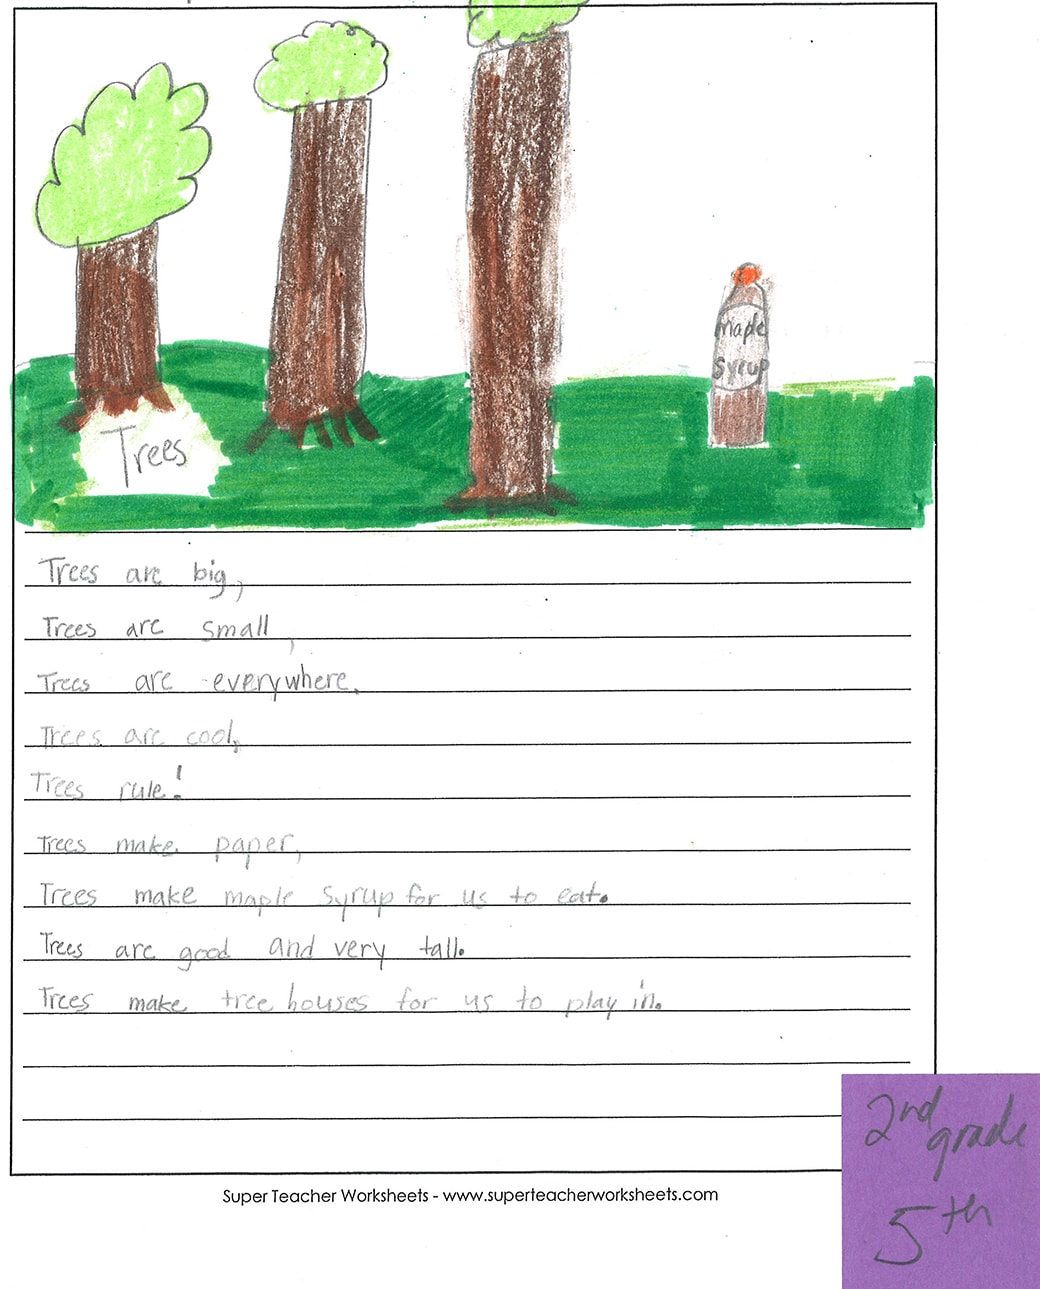 maple
syrup
Trees
Trees are big,
Trees are small,
Trees are everywhere.
Trees are cool,
Trees rule!
Trees make paper,
Trees make maple syrup for us to eat.
Trees are good and very tall.
Trees make tree houses for us to play in.
Super Teacher Worksheets - www.superteacherworksheets.com
2nd
grade
5th